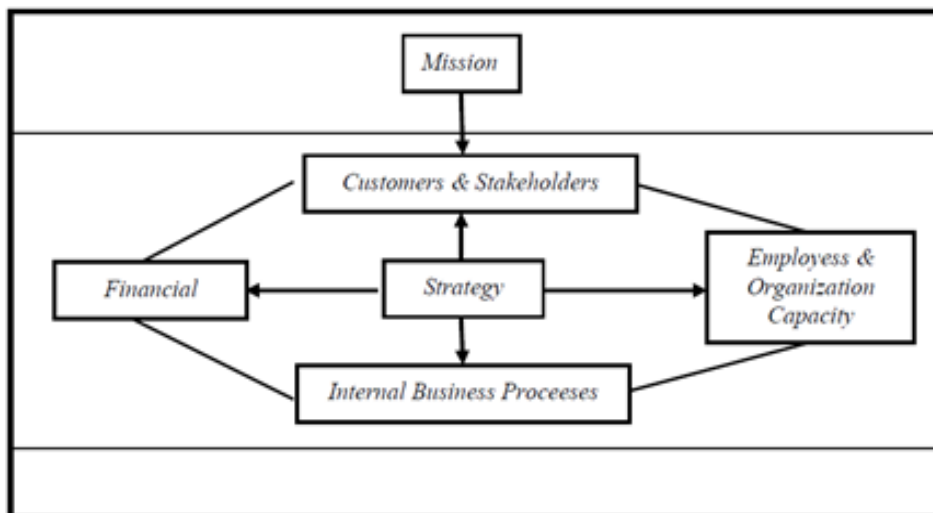 Mission
Customers & Stakeholders
Financial
Strategy
Employess &
Organization
Capacity
Internal Business Proceeses